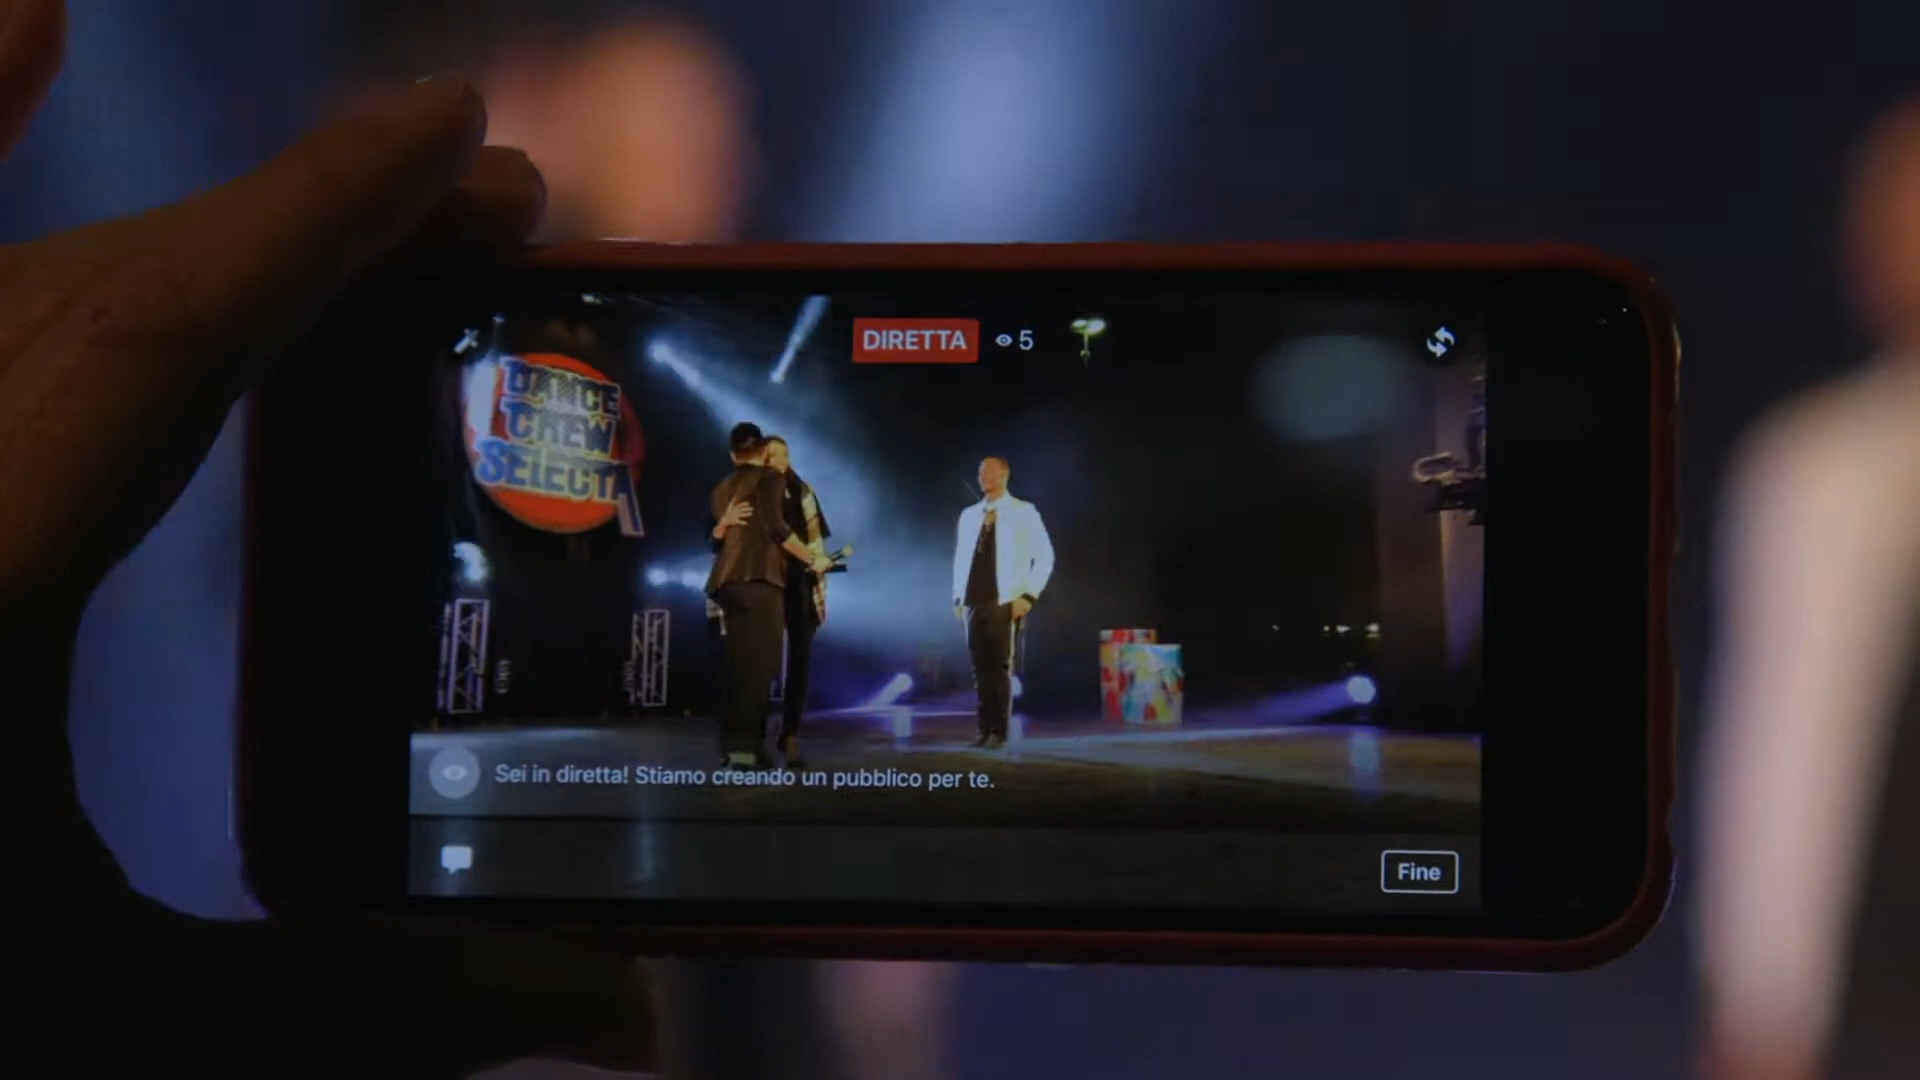 DIRETTA 5
DANCE
CREW
SELECTA
Sei in diretta! Stiamo creando un pubblico per te.
Fine